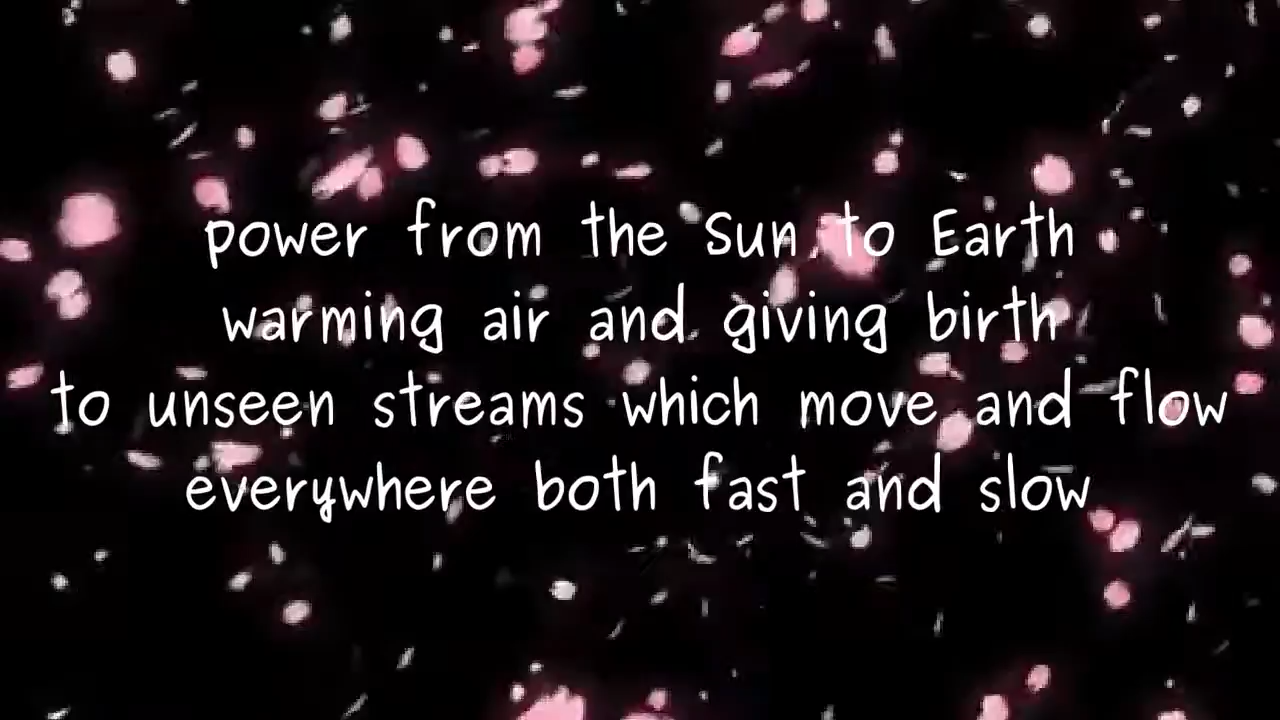 power from the Sun to Earth
warming air and giving birth
to unseen streams which move and flow
everywhere both fast and slow